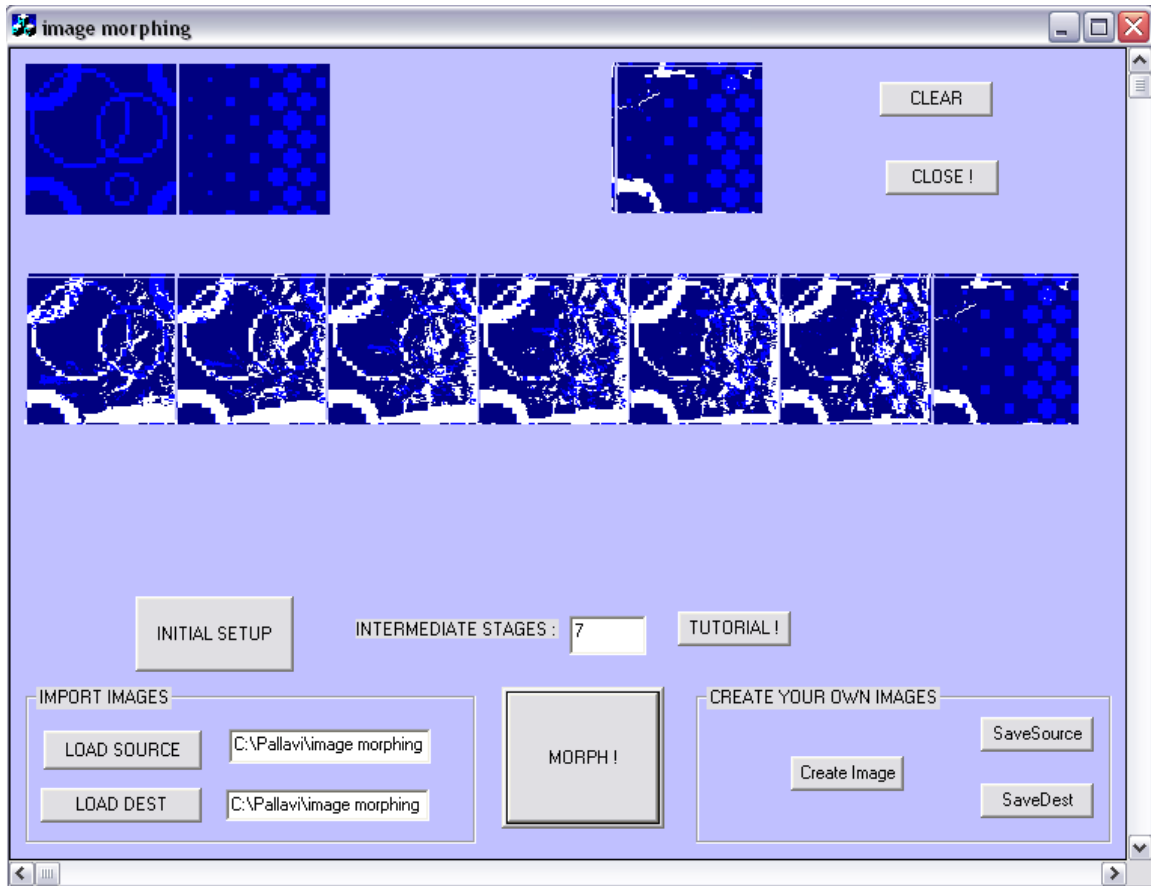 image morphing
CLEAR
CLOSE !
INITIAL SETUP
INTERMEDIATE STAGES :
7
TUTORIAL !
IMPORT IMAGES
LOAD SOURCE
C:\Pallavi\image morphing
LOAD DEST
C:\Pallavi\image morphing
MORPH !
CREATE YOUR OWN IMAGES
SaveSource
Create Image
SaveDest